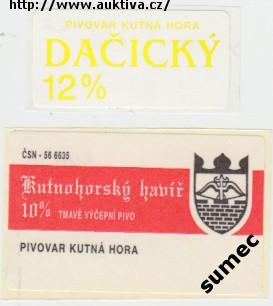 http://www.auktiva.cz/
PIVOVAR KUTNÁ HORA
DAČICKÝ
12%
ČSN - 56 6635
Kutnohorský havíř
10% TMAVÉ VÝČEPNÍ PIVO
PIVOVAR KUTNÁ HORA
sumec